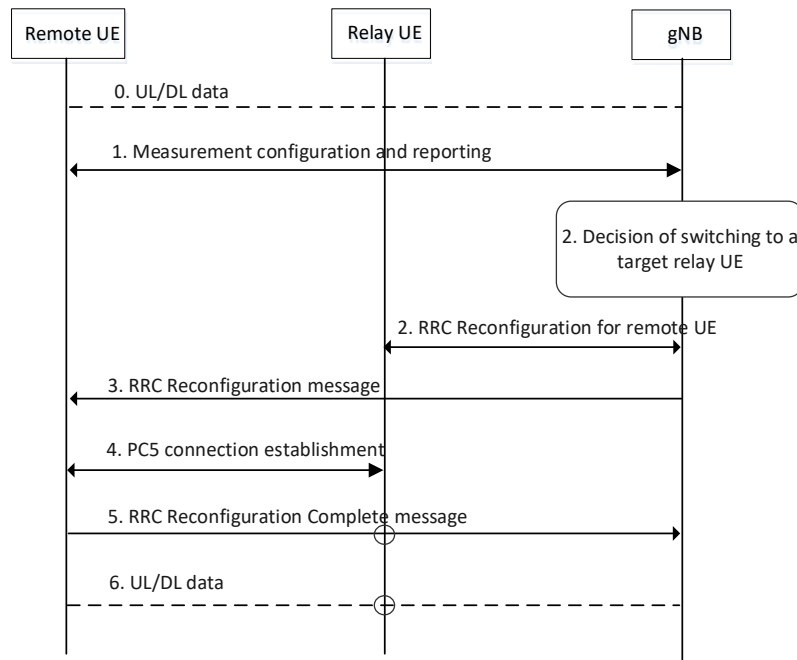 Remote UE
Relay UE
gNB
0. UL/DL data
1. Measurement configuration and reporting
2. Decision of switching to a
target relay UE
2. RRC Reconfiguration for remote UE
3. RRC Reconfiguration message
4. PC5 connection establishment
5. RRC Reconfiguration Complete message
6. UL/DL data